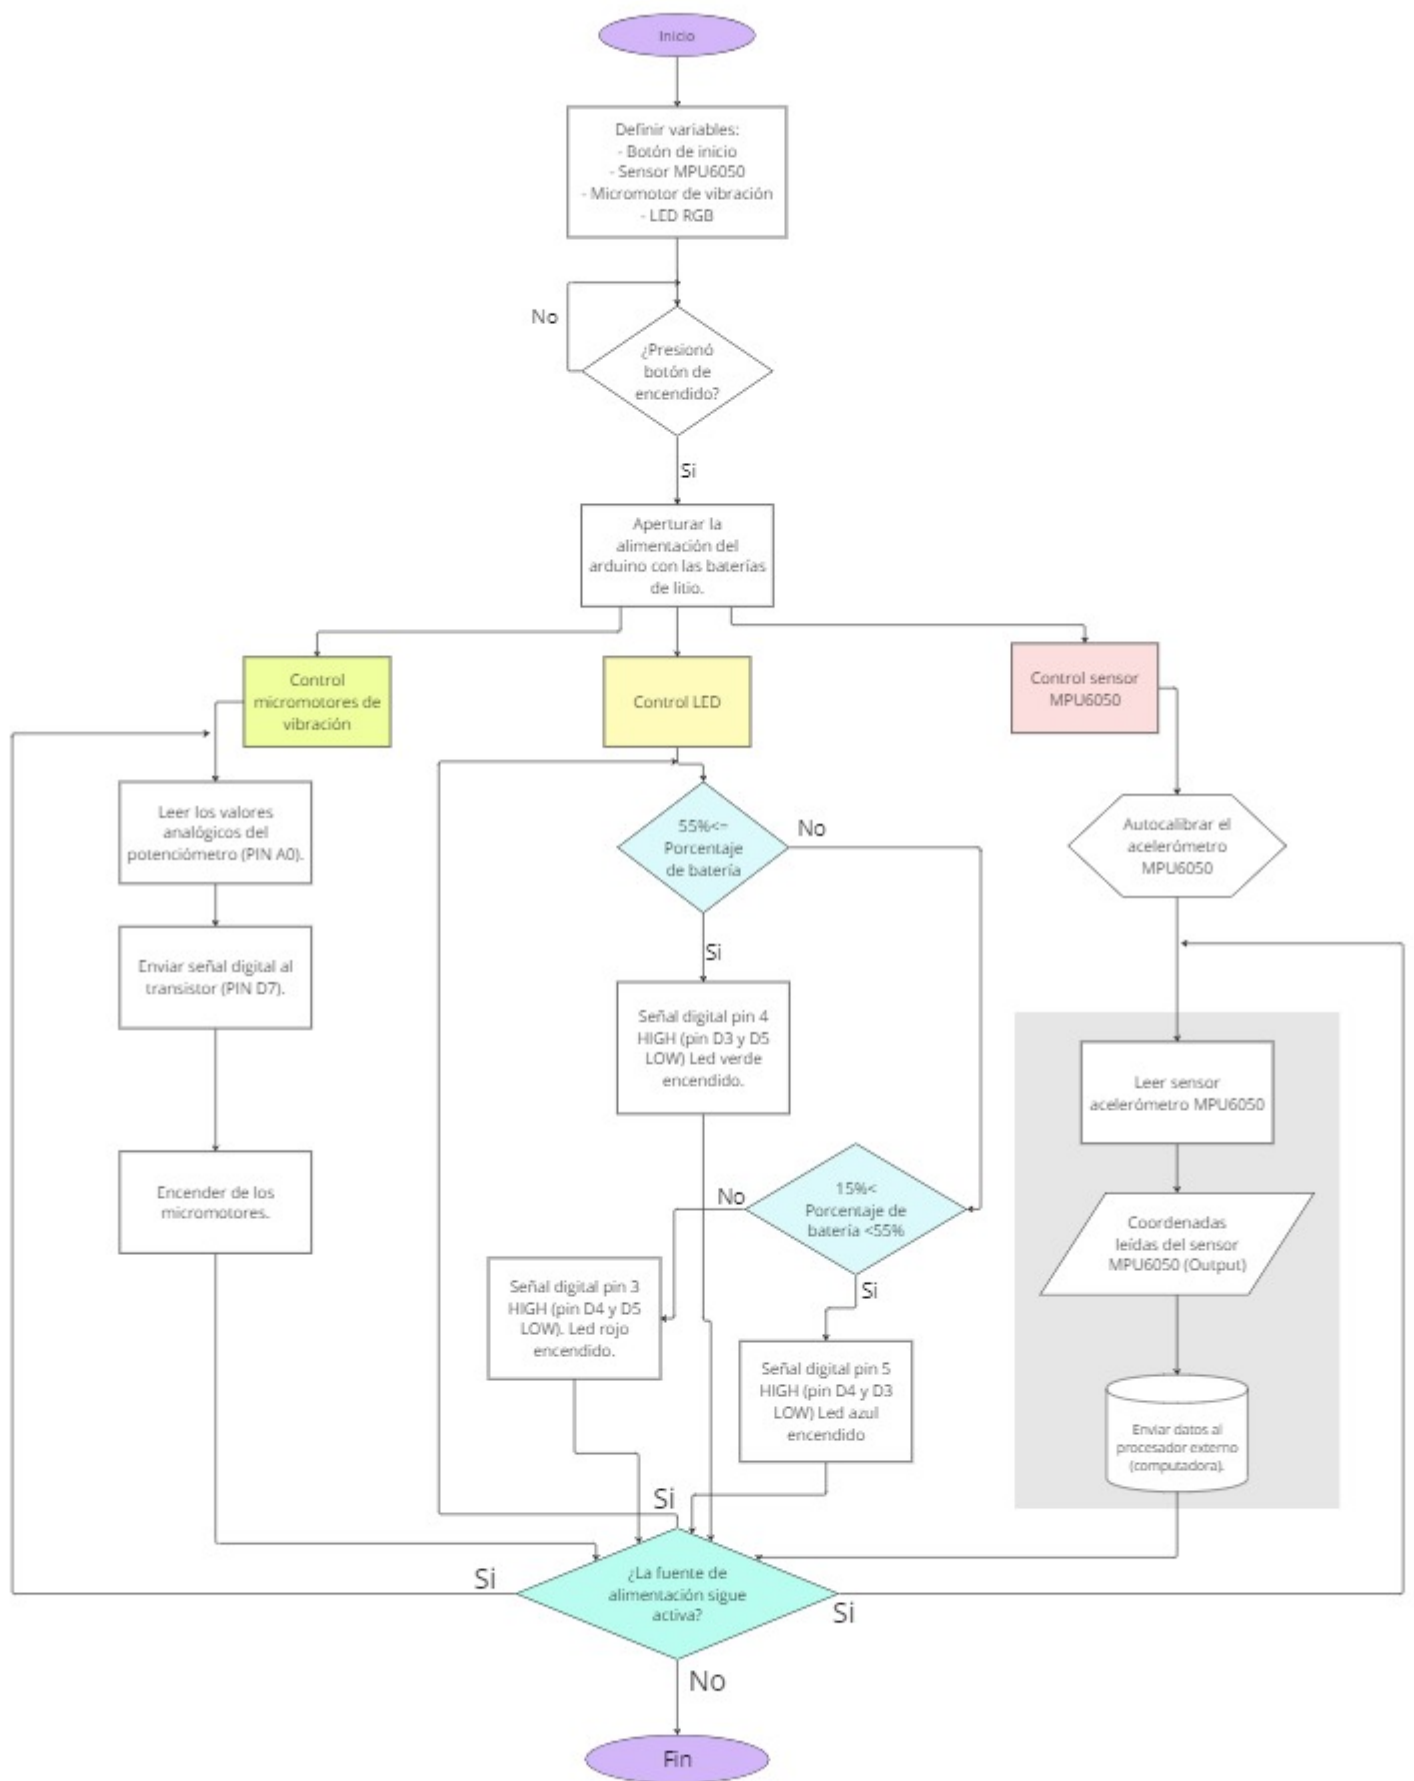 Inicio
Definir variables:
- Botón de inicio
- Sensor MPU6050
- Micromotor de vibración
- LED RGB
No
¿Presionó
botón de
encendido?
Si
Aperturar la
alimentación del
arduino con las baterías
de litio.
Control
micromotores de
vibración
Control LED
Control sensor
MPU6050
Leer los valores
analógicos del
potenciómetro (PIN A0).
55%<=
Porcentaje
de batería
No
Autocalibrar el
acelerómetro
MPU6050
Si
Enviar señal digital al
transistor (PIN D7).
Señal digital pin 4
HIGH (pin D3 y D5
LOW) Led verde
encendido.
Leer sensor
acelerómetro MPU6050
Encender de los
micromotores.
No
15%<
Porcentaje de
batería <55%
Si
Coordenadas
leídas del sensor
MPU6050 (Output)
Señal digital pin 3
HIGH (pin D4 y D5
LOW). Led rojo
encendido.
Señal digital pin 5
HIGH (pin D4 y D3
LOW) Led azul
encendido
Enviar datos al
procesador externo
(computadora).
Si
Si
¿La fuente de
alimentación sigue
activa?
Si
No
Fin